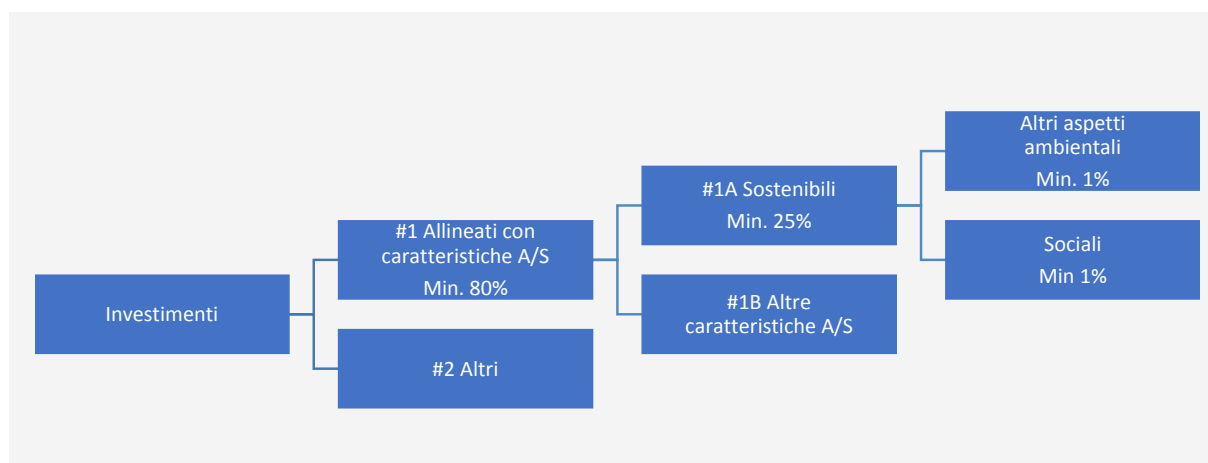 Investimenti
#1 Allineati con
caratteristiche A/S
Min. 80%
#2 Altri
#1A Sostenibili
Min. 25%
#1B Altre
caratteristiche A/S
Altri aspetti
ambientali
Min. 1%
Sociali
Min 1%